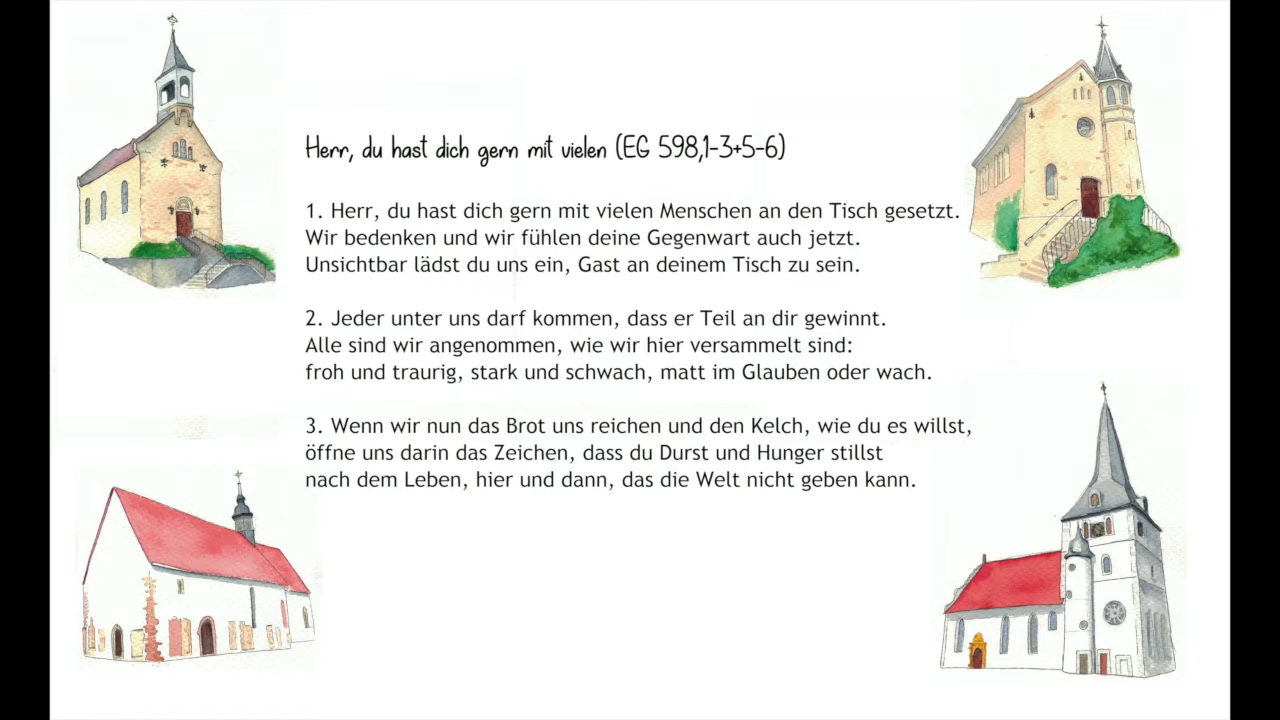 Herr, du hast dich gern mit vielen (EG 598,1-3+5-6)
1. Herr, du hast dich gern mit vielen Menschen an den Tisch gesetzt.
Wir bedenken und wir fühlen deine Gegenwart auch jetzt.
Unsichtbar lädst du uns ein, Gast an deinem Tisch zu sein.
2. Jeder unter uns darf kommen, dass er Teil an dir gewinnt.
Alle sind wir angenommen, wie wir hier versammelt sind:
froh und traurig, stark und schwach, matt im Glauben oder wach.
3. Wenn wir nun das Brot uns reichen und den Kelch, wie du es willst,
öffne uns darin das Zeichen, dass du Durst und Hunger stillst
nach dem Leben, hier und dann, das die Welt nicht geben kann.